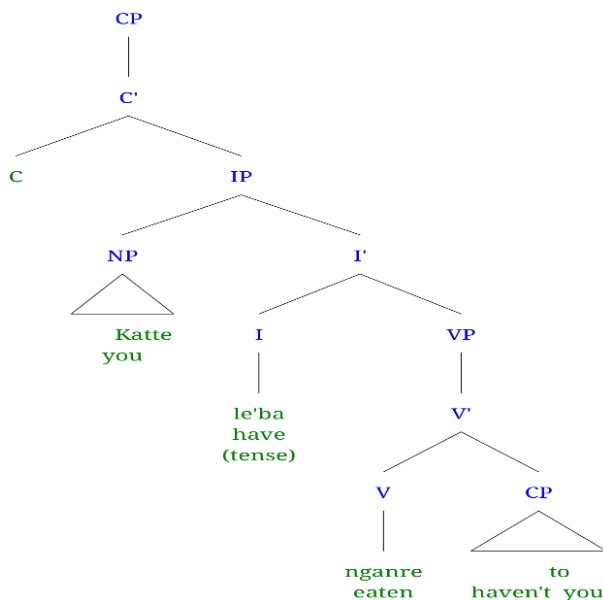 CP
C'
C IP
NP I'
Katte
you
I VP
le'ba
have
(tense)
V'
V CP
nganre to
eaten haven't you